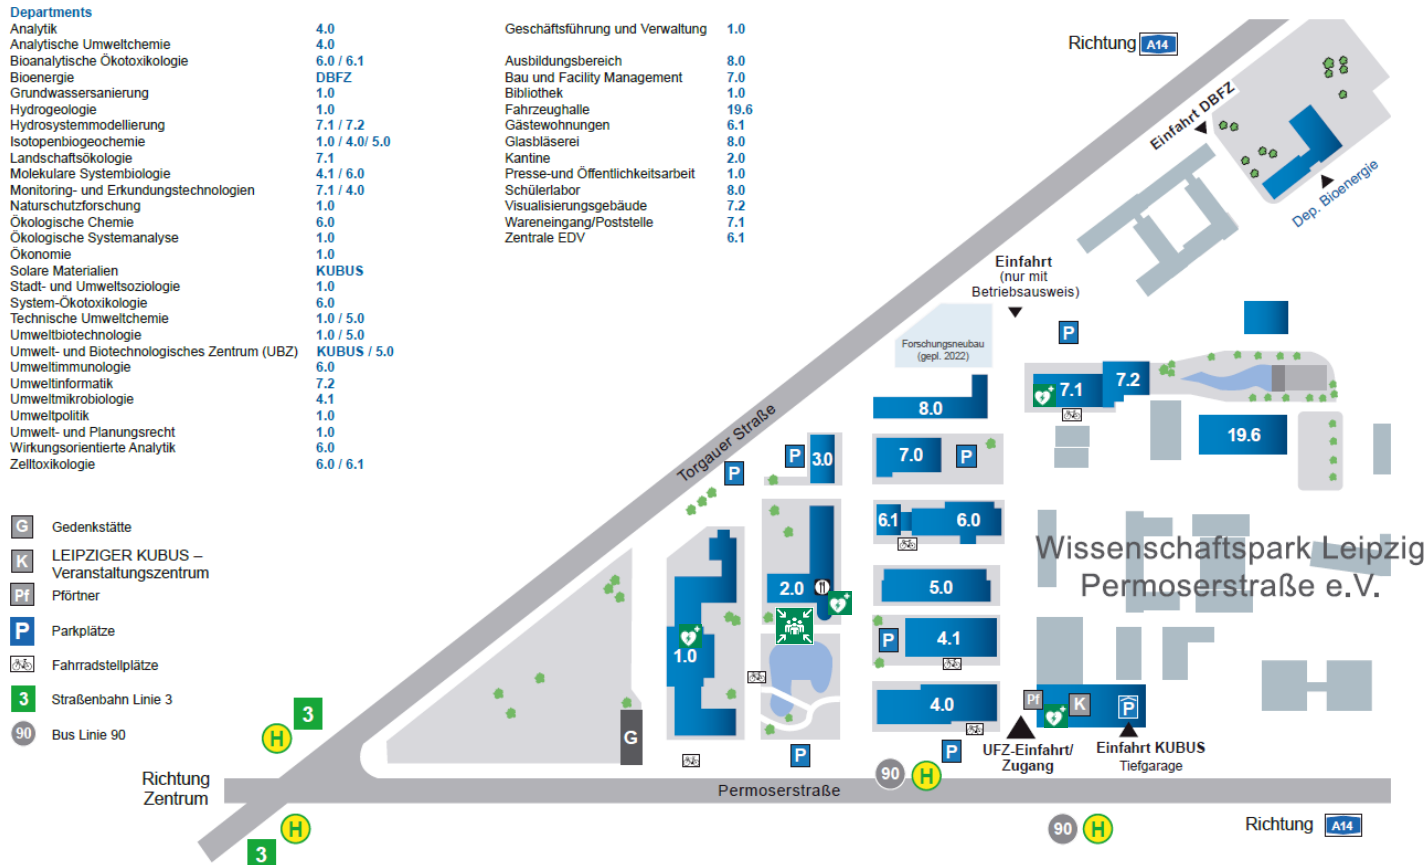 Departments
Analytik 4.0
Analytische Umweltchemie 4.0
Bioanalytische Ökotoxikologie 6.0 / 6.1
Bioenergie DBFZ
Grundwassersanierung 1.0
Hydrogeologie 1.0
Hydrosystemmodellierung 7.1 / 7.2
Isotopenbiogeochemie 1.0 / 4.0/ 5.0
Landschaftsökologie 7.1
Molekulare Systembiologie 4.1 / 6.0
Monitoring- und Erkundungstechnologien 7.1 / 4.0
Naturschutzforschung 1.0
Ökologische Chemie 6.0
Ökologische Systemanalyse 1.0
Ökonomie 1.0
Solare Materialien KUBUS
Stadt- und Umweltsoziologie 1.0
System-Ökotoxikologie 6.0
Technische Umweltchemie 1.0 / 5.0
Umweltbiotechnologie 1.0 / 5.0
Umwelt- und Biotechnologisches Zentrum (UBZ) KUBUS / 5.0
Umweltimmunologie 6.0
Umweltinformatik 7.2
Umweltmikrobiologie 4.1
Umweltpolitik 1.0
Umwelt- und Planungsrecht 1.0
Wirkungsorientierte Analytik 6.0
Zelltoxikologie 6.0 / 6.1
Geschäftsführung und Verwaltung 1.0
Ausbildungsbereich 8.0
Bau und Facility Management 7.0
Bibliothek 1.0
Fahrzeughalle 19.6
Gästewohnungen 6.1
Glasbläserei 8.0
Kantine 2.0
Presse-und Öffentlichkeitsarbeit 1.0
Schülerlabor 8.0
Visualisierungsgebäude 7.2
Wareneingang/Poststelle 7.1
Zentrale EDV 6.1
G Gedenkstätte
K LEIPZIGER KUBUS –
Veranstaltungszentrum
Pf Pförtner
P Parkplätze
Fahrradstellplätze
3 Straßenbahn Linie 3
90 Bus Linie 90
Richtung A14
Einfahrt DBFZ
Dep. Bioenergie
Einfahrt
(nur mit
Betriebsausweis)
P
Forschungsneubau
(gepl. 2022)
7.1
7.2
8.0
19.6
Torgauer Straße
P
P
3.0
7.0
P
6.1
6.0
Wissenschaftspark Leipzig
Permoserstraße e.V.
2.0
5.0
1.0
P
4.1
4.0
Pf
K
P
G
P
P
UFZ-Einfahrt/
Zugang
Einfahrt KUBUS
Tiefgarage
3
H
Richtung
Zentrum
Permoserstraße
90
H
H
3
90
H
Richtung A14